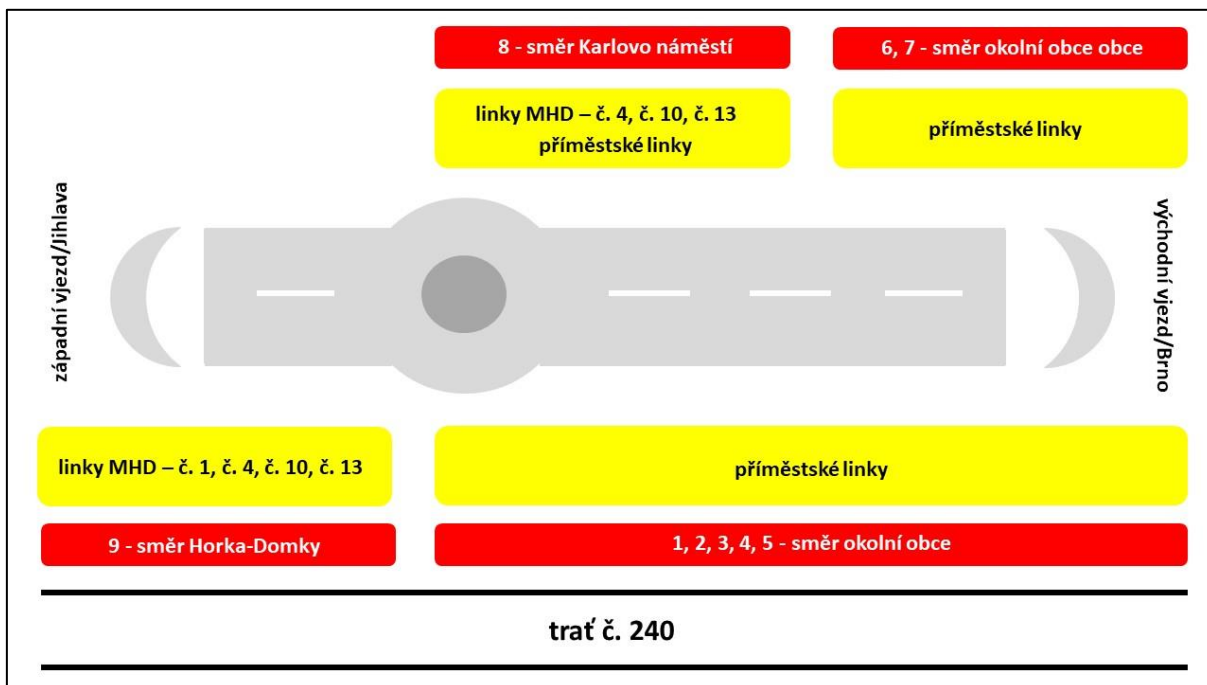 8 - směr Karlovo náměstí
6, 7 - směr okolní obce obce
linky MHD – č. 4, č. 10, č. 13
příměstské linky
příměstské linky
západní vjezd/Jihlava
východní vjezd/Brno
linky MHD – č. 1, č. 4, č. 10, č. 13
příměstské linky
9 - směr Horka-Domky
1, 2, 3, 4, 5 - směr okolní obce
trať č. 240